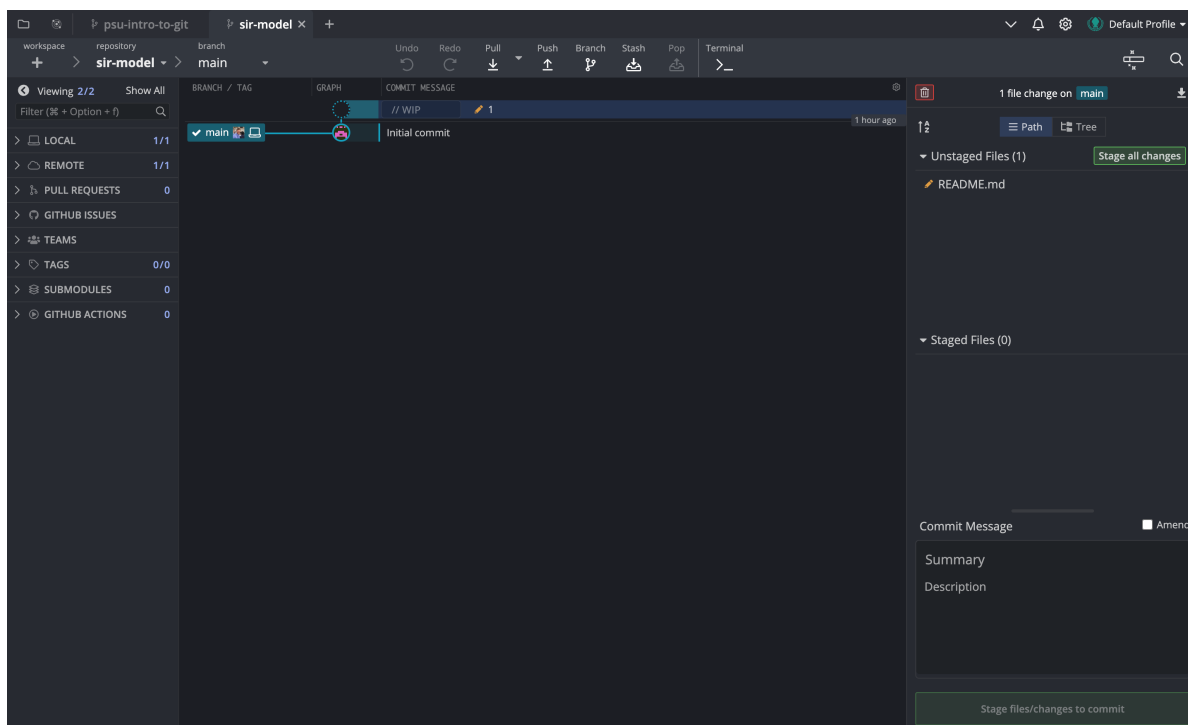 psu-intro-to-git
sir-model ×
+
Default Profile
workspace
repository
branch
Undo
Redo
Pull
Push
Branch
Stash
Pop
Terminal
+
sir-model
main
Viewing 2/2
Show All
BRANCH / TAG
GRAPH
COMMIT MESSAGE
1 file change on main
Filter (⌘ + Option + f)
// WIP
1
1 hour ago
Path
Tree
LOCAL 1/1
main
Initial commit
REMOTE 1/1
Unstaged Files (1)
Stage all changes
PULL REQUESTS 0
README.md
GITHUB ISSUES
TEAMS
TAGS 0/0
SUBMODULES 0
GITHUB ACTIONS 0
Staged Files (0)
Commit Message
Amend
Summary
Description
Stage files/changes to commit